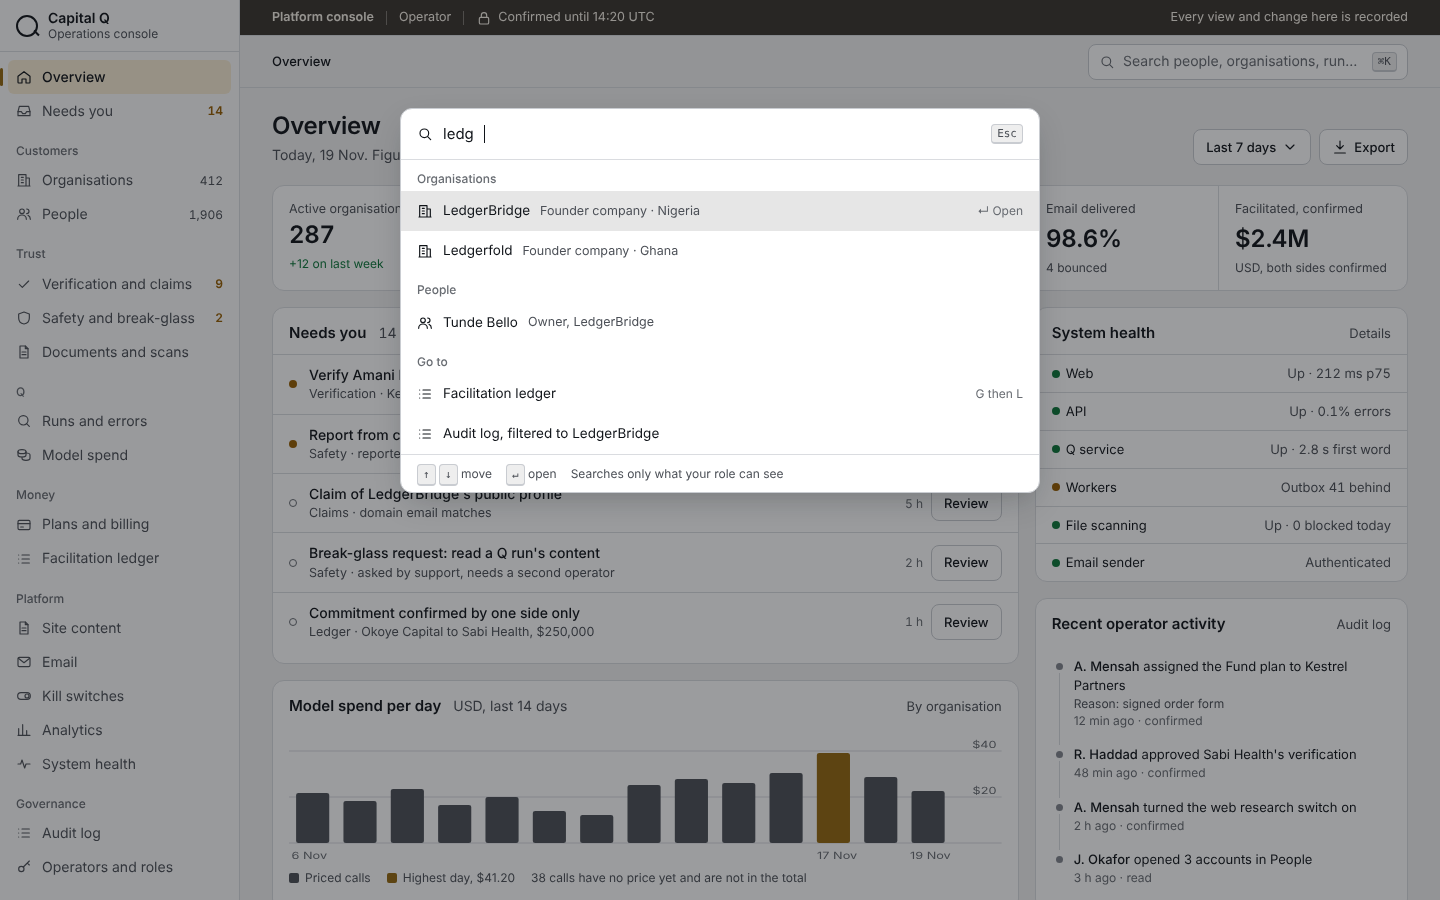 Capital Q
Operations console
Overview
Needs you 14
Customers
Organisations 412
People 1,906
Trust
Verification and claims 9
Safety and break-glass 2
Documents and scans
Q
Runs and errors
Model spend
Money
Plans and billing
Facilitation ledger
Platform
Site content
Email
Kill switches
Analytics
System health
Governance
Audit log
Operators and roles
Platform console Operator Confirmed until 14:20 UTC Every view and change here is recorded
Overview
Search people, organisations, run... ⌘K
Overview
Today, 19 Nov.
Last 7 days
Export
ledg
Esc
Organisations
LedgerBridge Founder company · Nigeria ↵ Open
Ledgerfold Founder company · Ghana
People
Tunde Bello Owner, LedgerBridge
Go to
Facilitation ledger G then L
Audit log, filtered to LedgerBridge
↑ ↓ move ↵ open Searches only what your role can see
Active
287
+12 on last week
Email delivered
98.6%
4 bounced
Facilitated, confirmed
$2.4M
USD, both sides confirmed
Needs you 14
Verify Amani
Verification ·
Report from
Safety ·
Claim of LedgerBridge's public profile
Claims · domain email matches
5 h Review
Break-glass request: read a Q run's content
Safety · asked by support, needs a second operator
2 h Review
Commitment confirmed by one side only
Ledger · Okoye Capital to Sabi Health, $250,000
1 h Review
Model spend per day USD, last 14 days By organisation
$40
$20
6 Nov 17 Nov 19 Nov
Priced calls Highest day, $41.20 38 calls have no price yet and are not in the total
System health Details
Web Up · 212 ms p75
API Up · 0.1% errors
Q service Up · 2.8 s first word
Workers Outbox 41 behind
File scanning Up · 0 blocked today
Email sender Authenticated
Recent operator activity Audit log
A. Mensah assigned the Fund plan to Kestrel
Partners
Reason: signed order form
12 min ago · confirmed
R. Haddad approved Sabi Health's verification
48 min ago · confirmed
A. Mensah turned the web research switch on
2 h ago · confirmed
J. Okafor opened 3 accounts in People
3 h ago · read